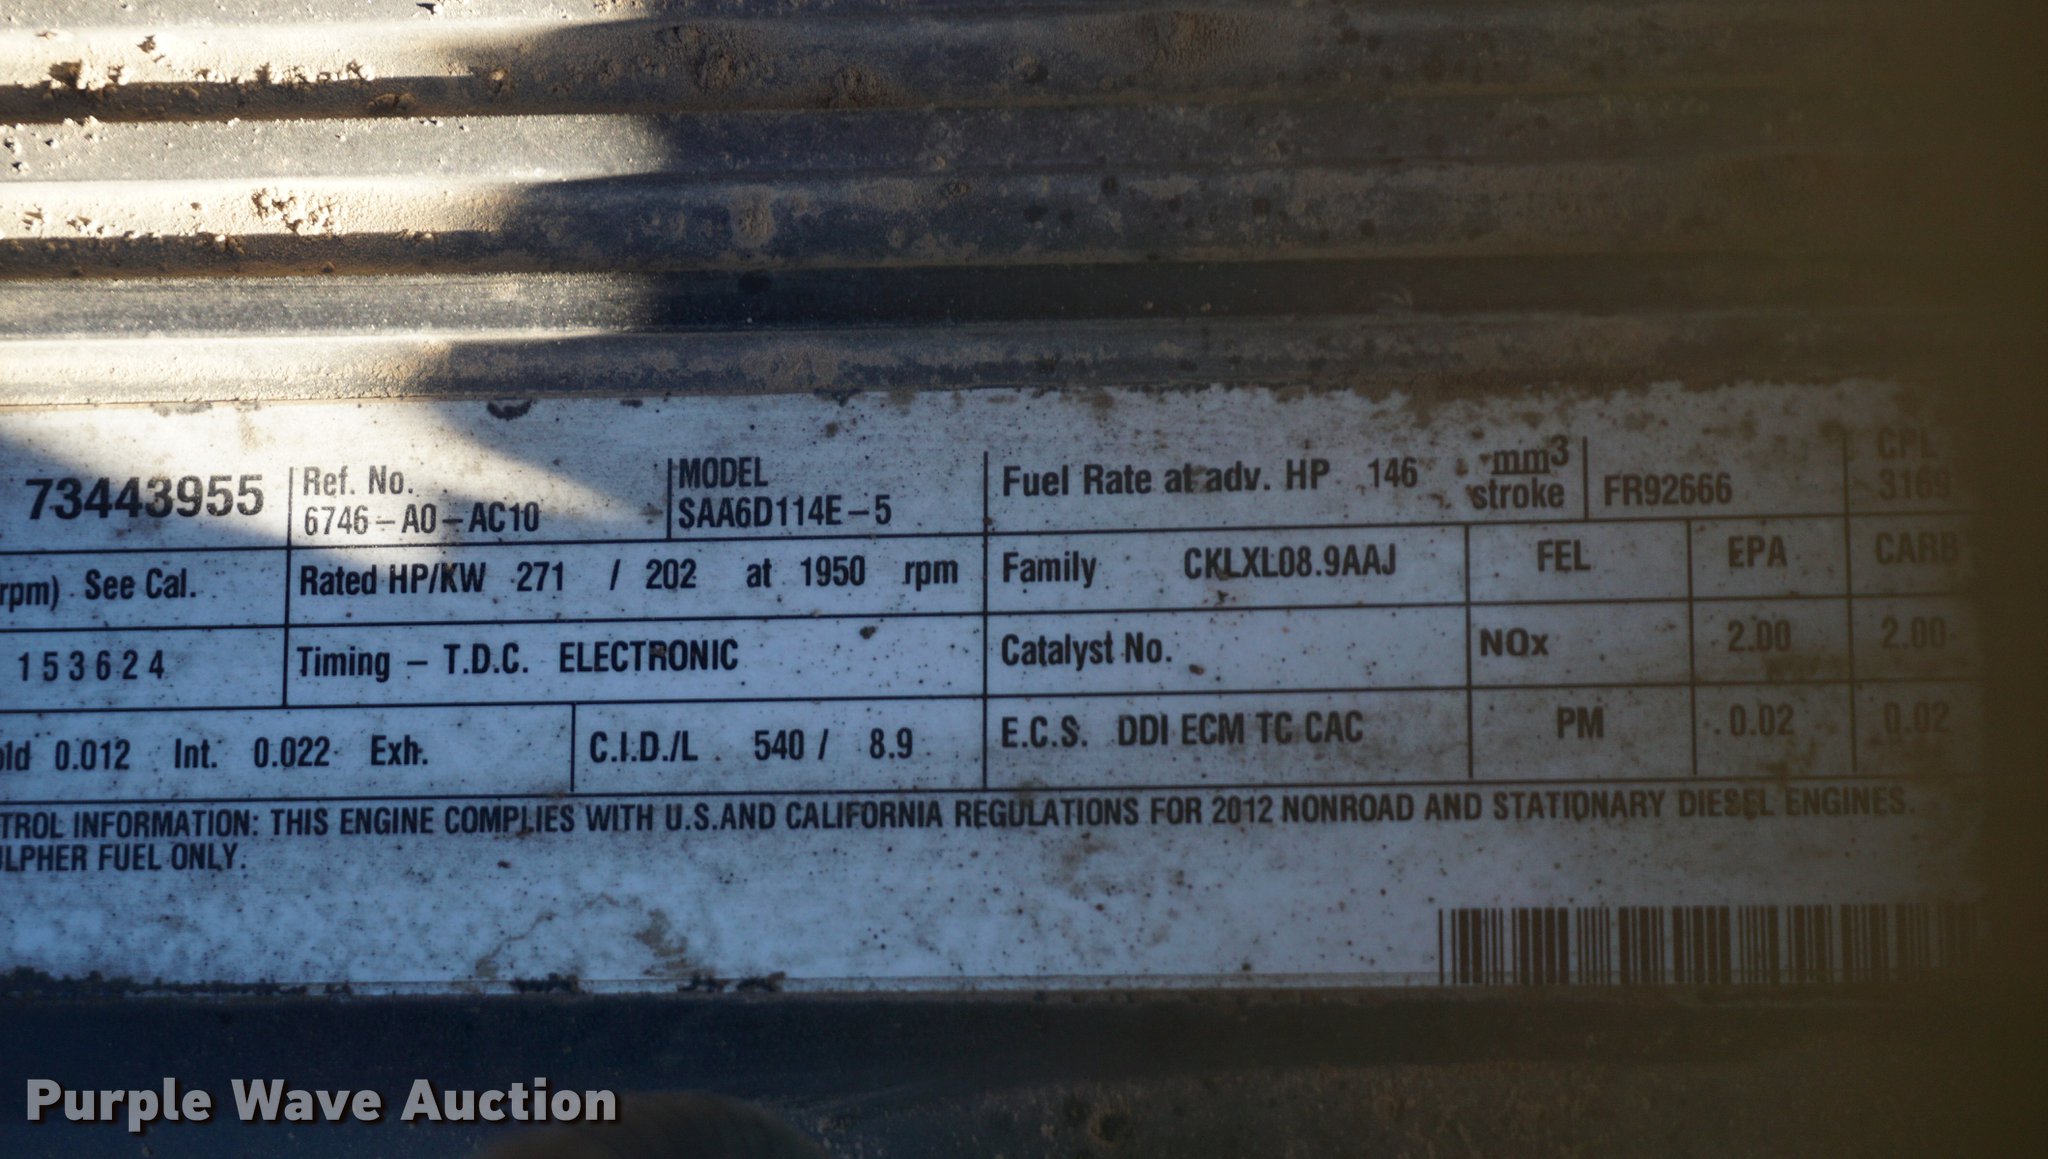 73443955 Ref. No. MODEL Fuel Rate at adv. HP 146 mm3 stroke FR92666 CPL
6746-A0-AC10 SAA6D114E-5 3169
rpm) See Cal. Rated HP/KW 271 / 202 at 1950 rpm Family CKLXL08.9AAJ FEL EPA CARB
153624 Timing - T.D.C. ELECTRONIC Catalyst No. NOx 2.00 2.00
old 0.012 Int. 0.022 Exh. C.I.D./L 540 / 8.9 E.C.S. DDI ECM TC CAC PM 0.02 0.02
TROL INFORMATION: THIS ENGINE COMPLIES WITH U.S.AND CALIFORNIA REGULATIONS FOR 2012 NONROAD AND STATIONARY DIESEL ENGINES.
ULPHER FUEL ONLY.
Purple Wave Auction